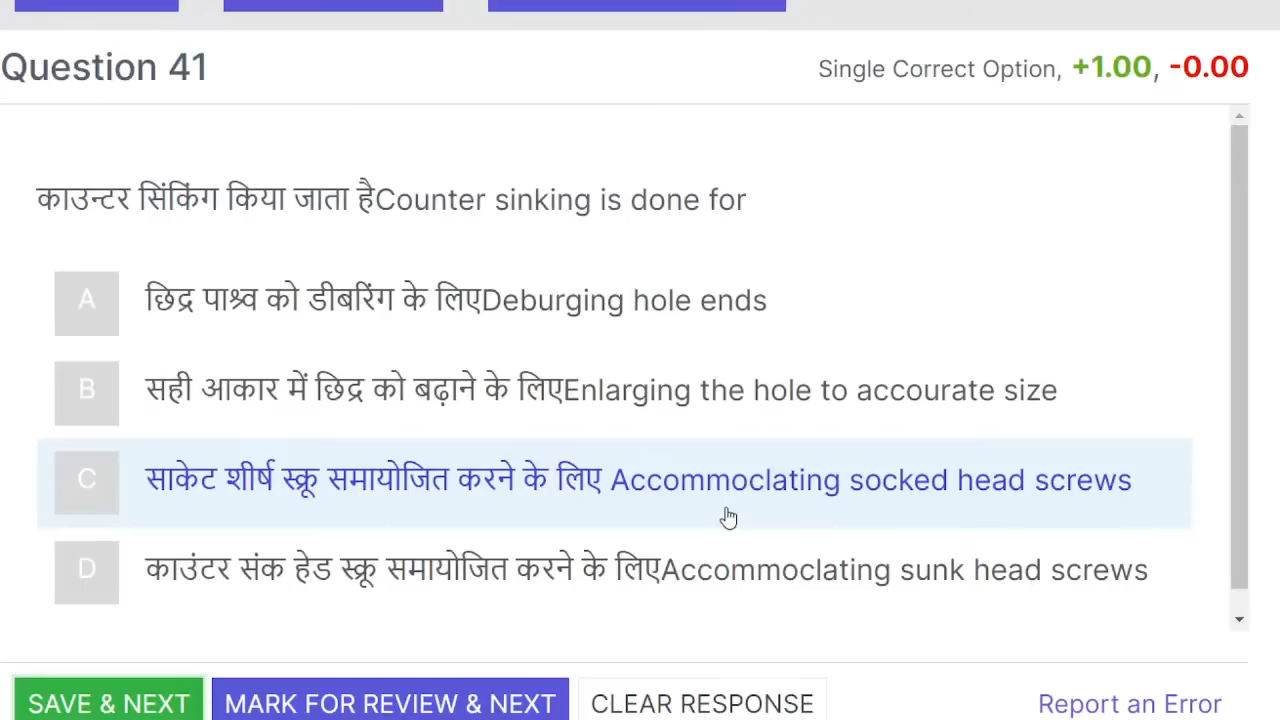 Question 41
Single Correct Option, +1.00, -0.00
काउन्टर सिंकिंग किया जाता हैCounter sinking is done for
A छिद्र पाश्र्व को डीबरिंग के लिएDeburging hole ends
B सही आकार में छिद्र को बढ़ाने के लिएEnlarging the hole to accourate size
C साकेट शीर्ष स्क्रू समायोजित करने के लिए Accommoclating socked head screws
D काउंटर संक हेड स्क्रू समायोजित करने के लिएAccommoclating sunk head screws
SAVE & NEXT MARK FOR REVIEW & NEXT CLEAR RESPONSE Report an Error